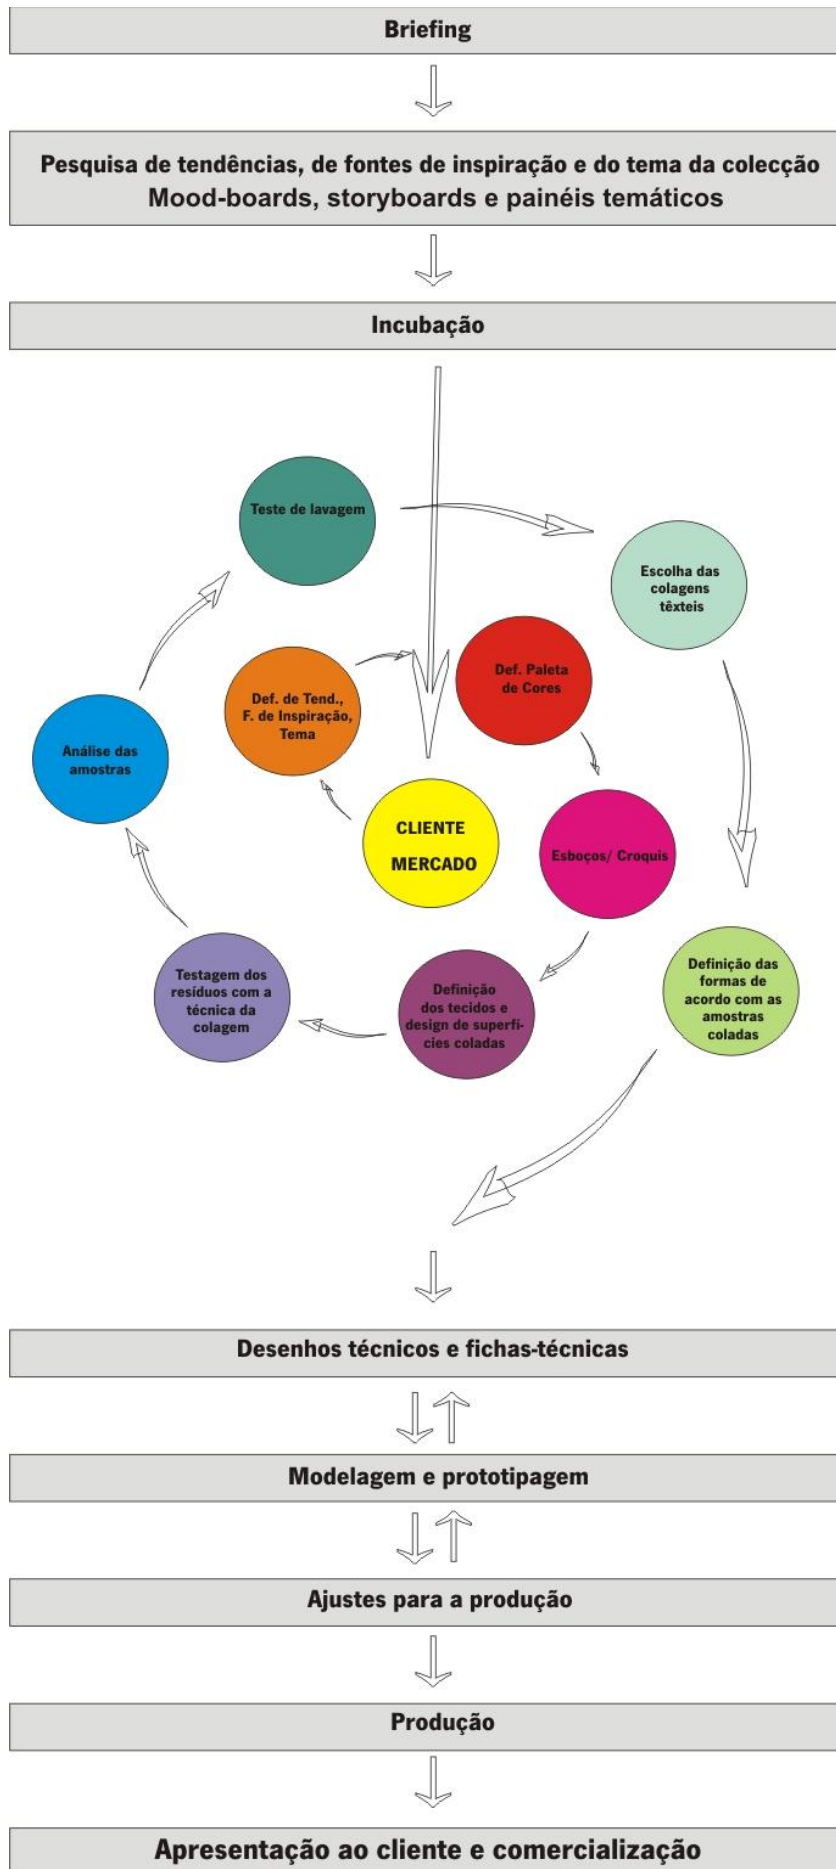 Briefing
Pesquisa de tendências, de fontes de inspiração e do tema da colecção
Mood-boards, storyboards e painéis temáticos
Incubação
Teste de lavagem
Escolha das
colagens
têxteis
Def. Paleta
de Cores
Def. de Tend.,
F. de Inspiração,
Tema
Análise das
amostras
CLIENTE
MERCADO
Esboços/ Croquis
Testagem dos
resíduos com a
técnica da
colagem
Definição
dos tecidos e
design de superfí-
cies coladas
Definição das
formas de
acordo com as
amostras
coladas
Desenhos técnicos e fichas-técnicas
Modelagem e prototipagem
Ajustes para a produção
Produção
Apresentação ao cliente e comercialização